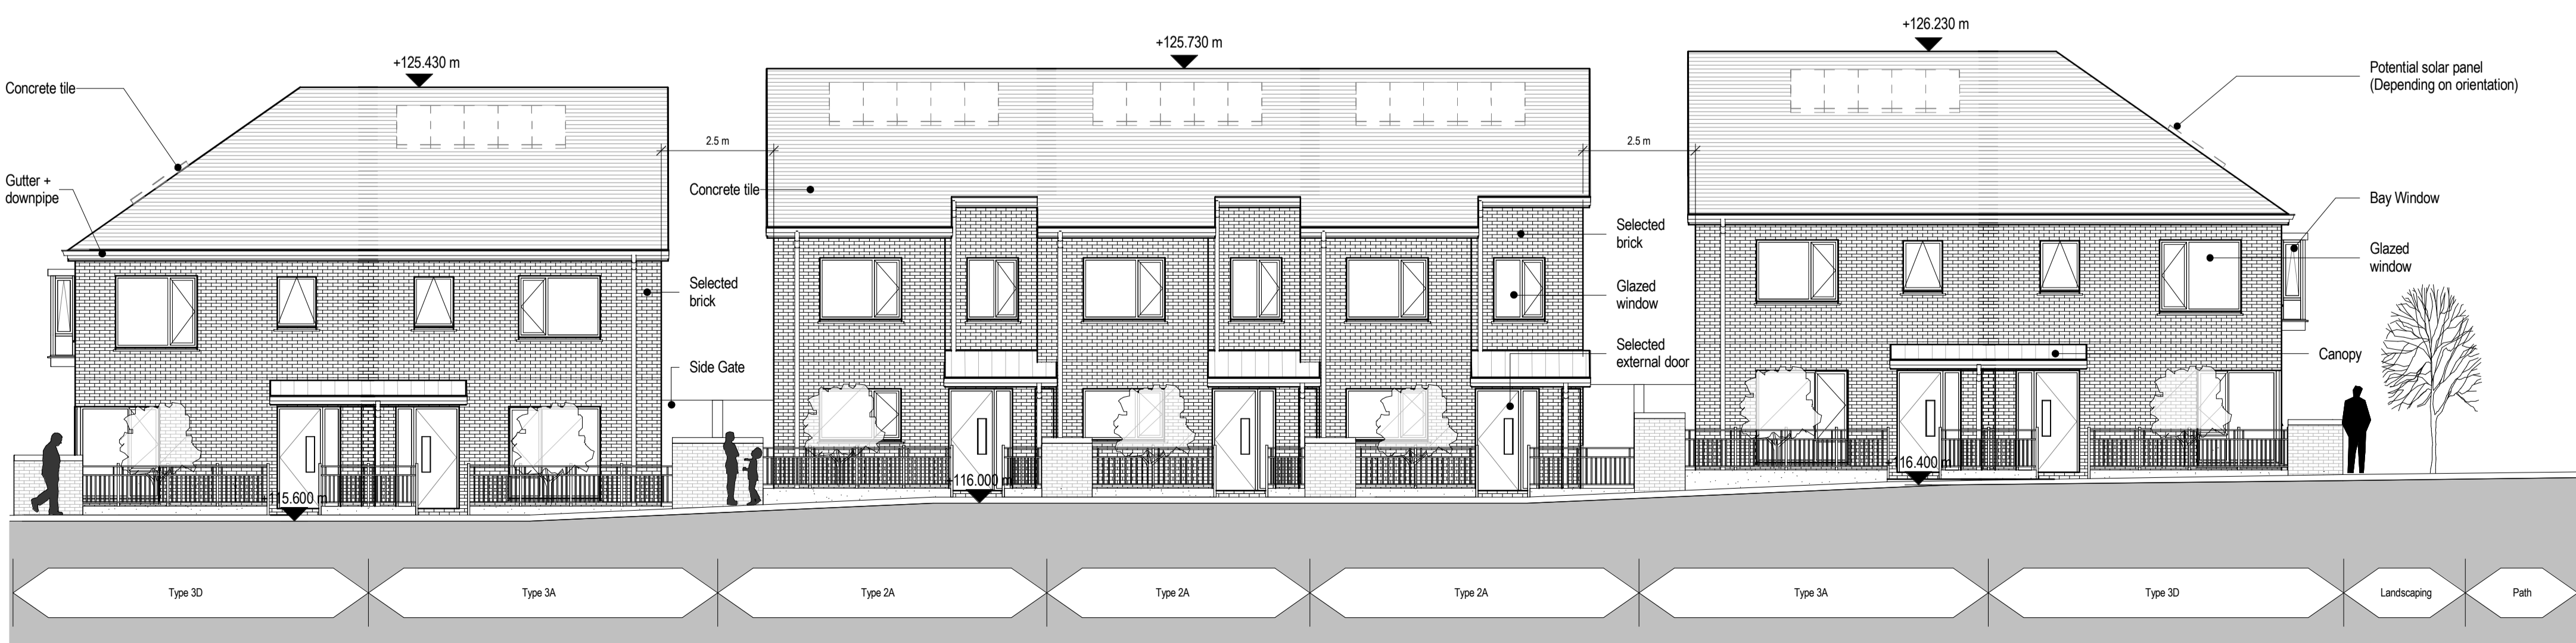 +125.430 m
+125.730 m
+126.230 m
Concrete tile
Potential solar panel
(Depending on orientation)
2.5 m
2.5 m
Gutter +
downpipe
Concrete tile
Bay Window
Selected
brick
Glazed
window
Selected
brick
Glazed
window
Selected
external door
Side Gate
Canopy
+115.600 m
+116.000 m
+116.400 m
Type 3D
Type 3A
Type 2A
Type 2A
Type 2A
Type 3A
Type 3D
Landscaping
Path